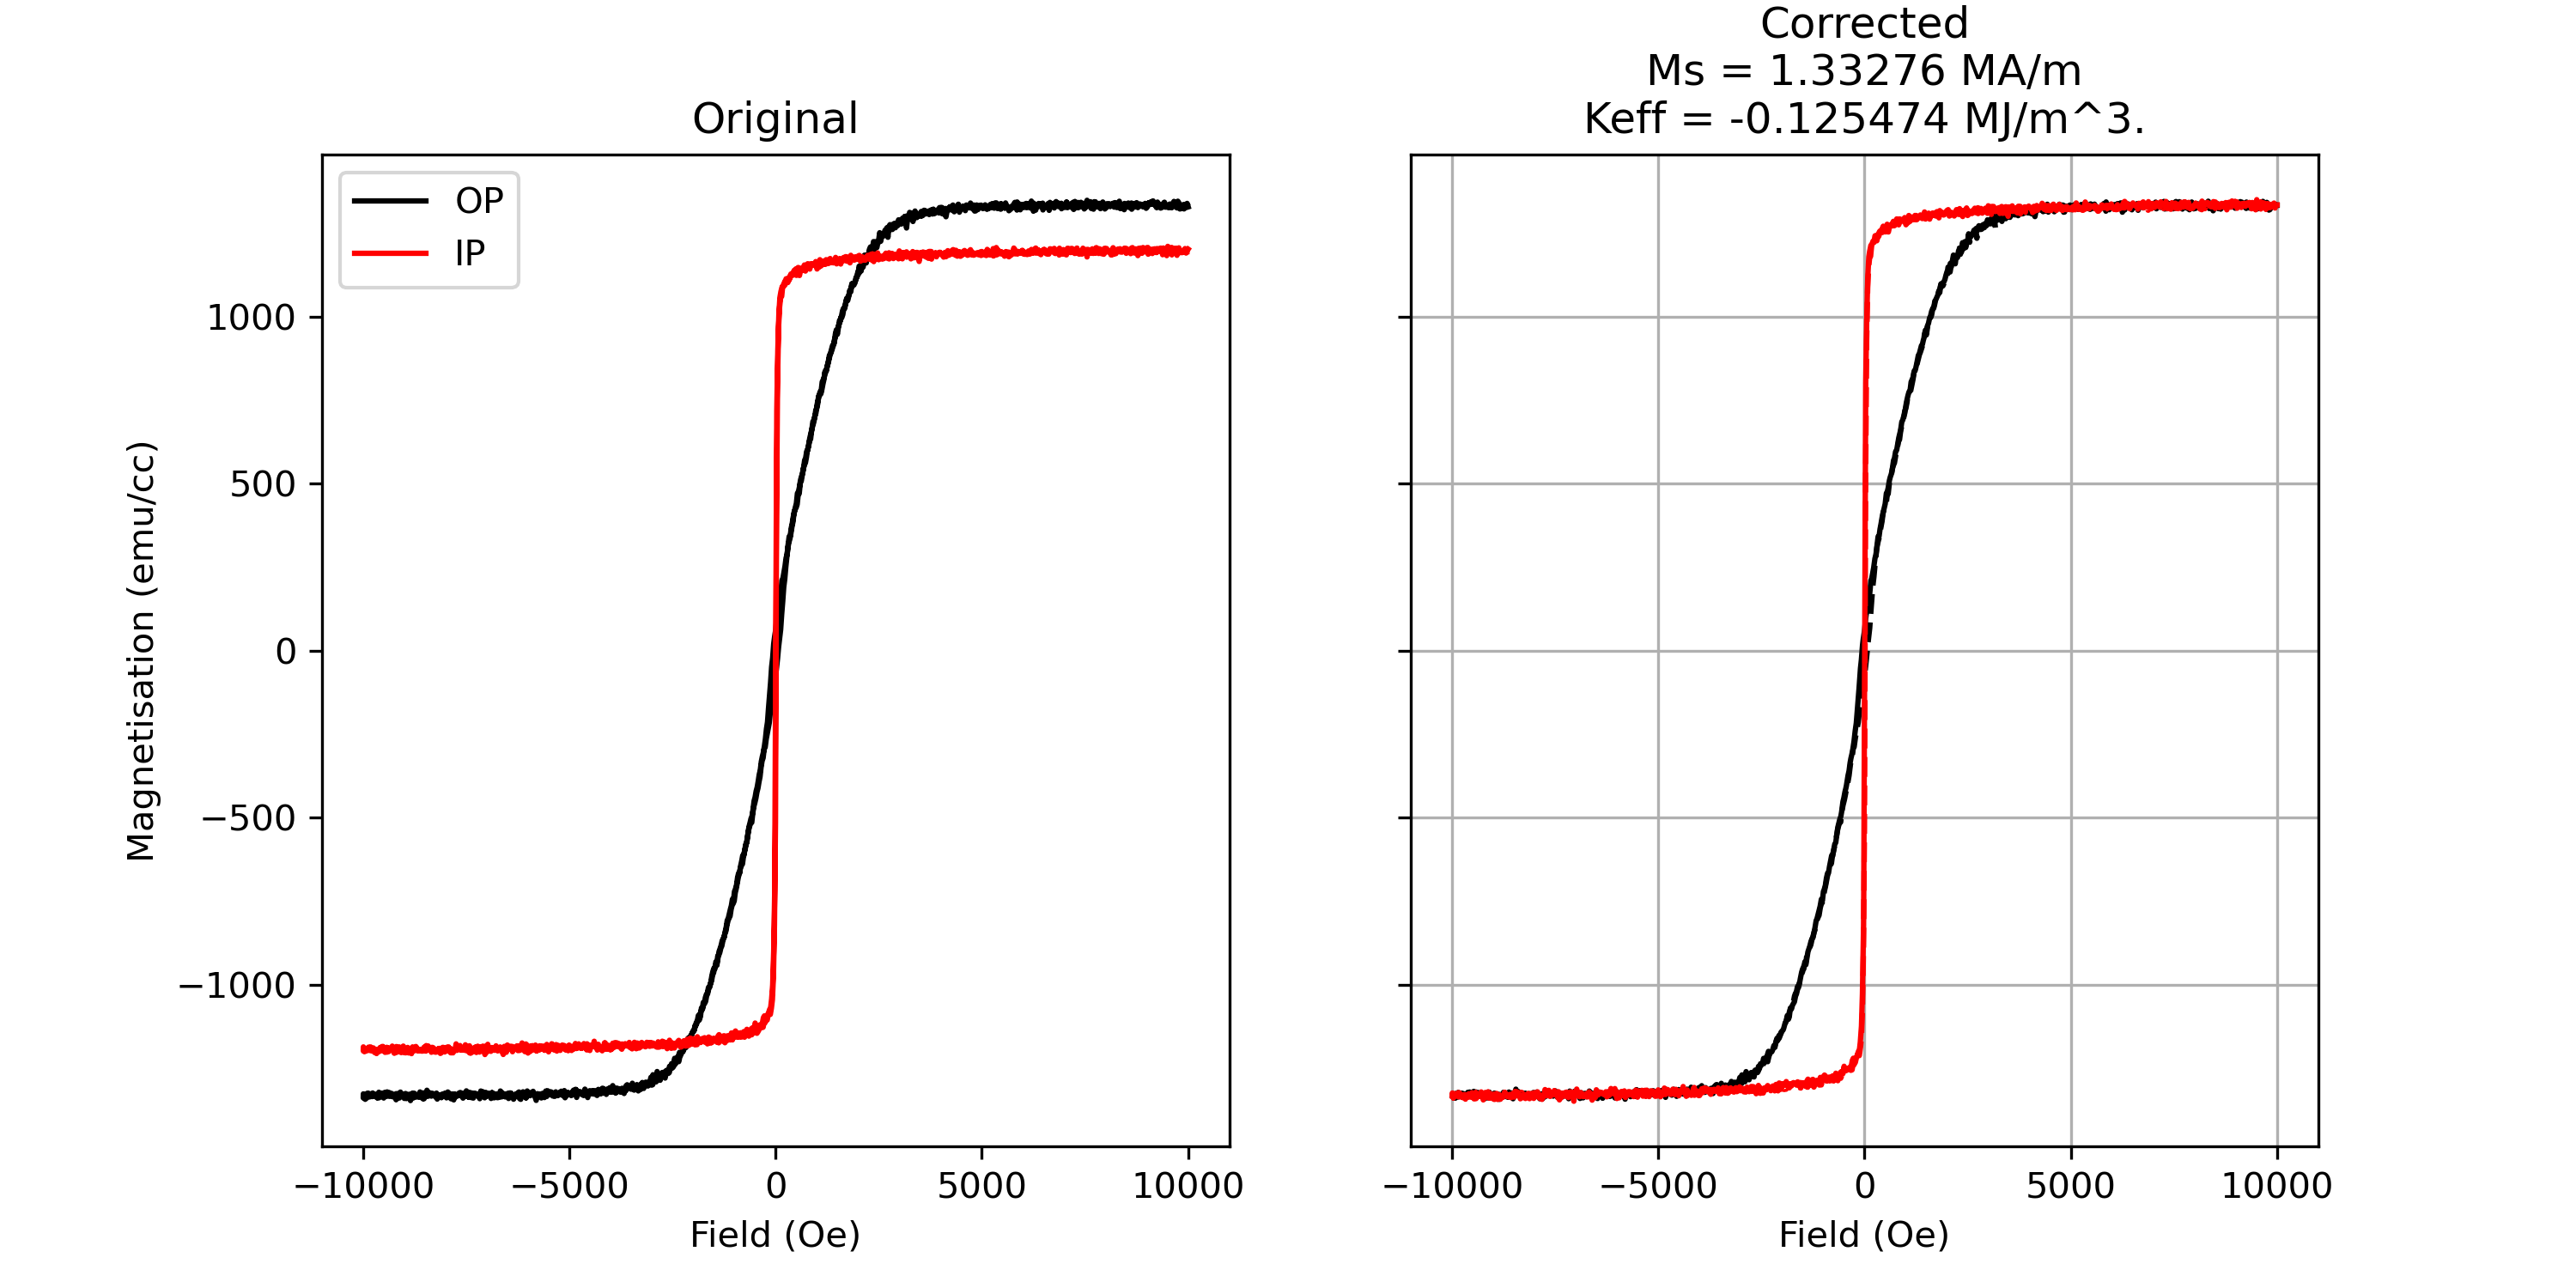 Original
OP
IP
Magnetisation (emu/cc)
1000
500
0
−500
−1000
−10000
−5000
0
5000
10000
Field (Oe)
Corrected
Ms = 1.33276 MA/m
Keff = -0.125474 MJ/m^3.
−10000
−5000
0
5000
10000
Field (Oe)